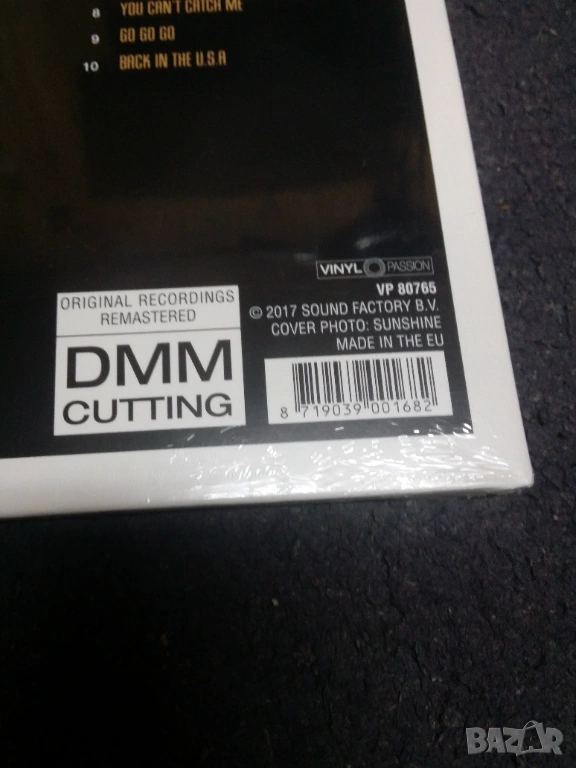 8 YOU CAN'T CATCH ME
9 GO GO GO
10 BACK IN THE U.S.A
VINYL PASSION
VP 80765
© 2017 SOUND FACTORY B.V.
COVER PHOTO: SUNSHINE
MADE IN THE EU
ORIGINAL RECORDINGS
REMASTERED
DMM
CUTTING
8 719039 001682
BAZAR